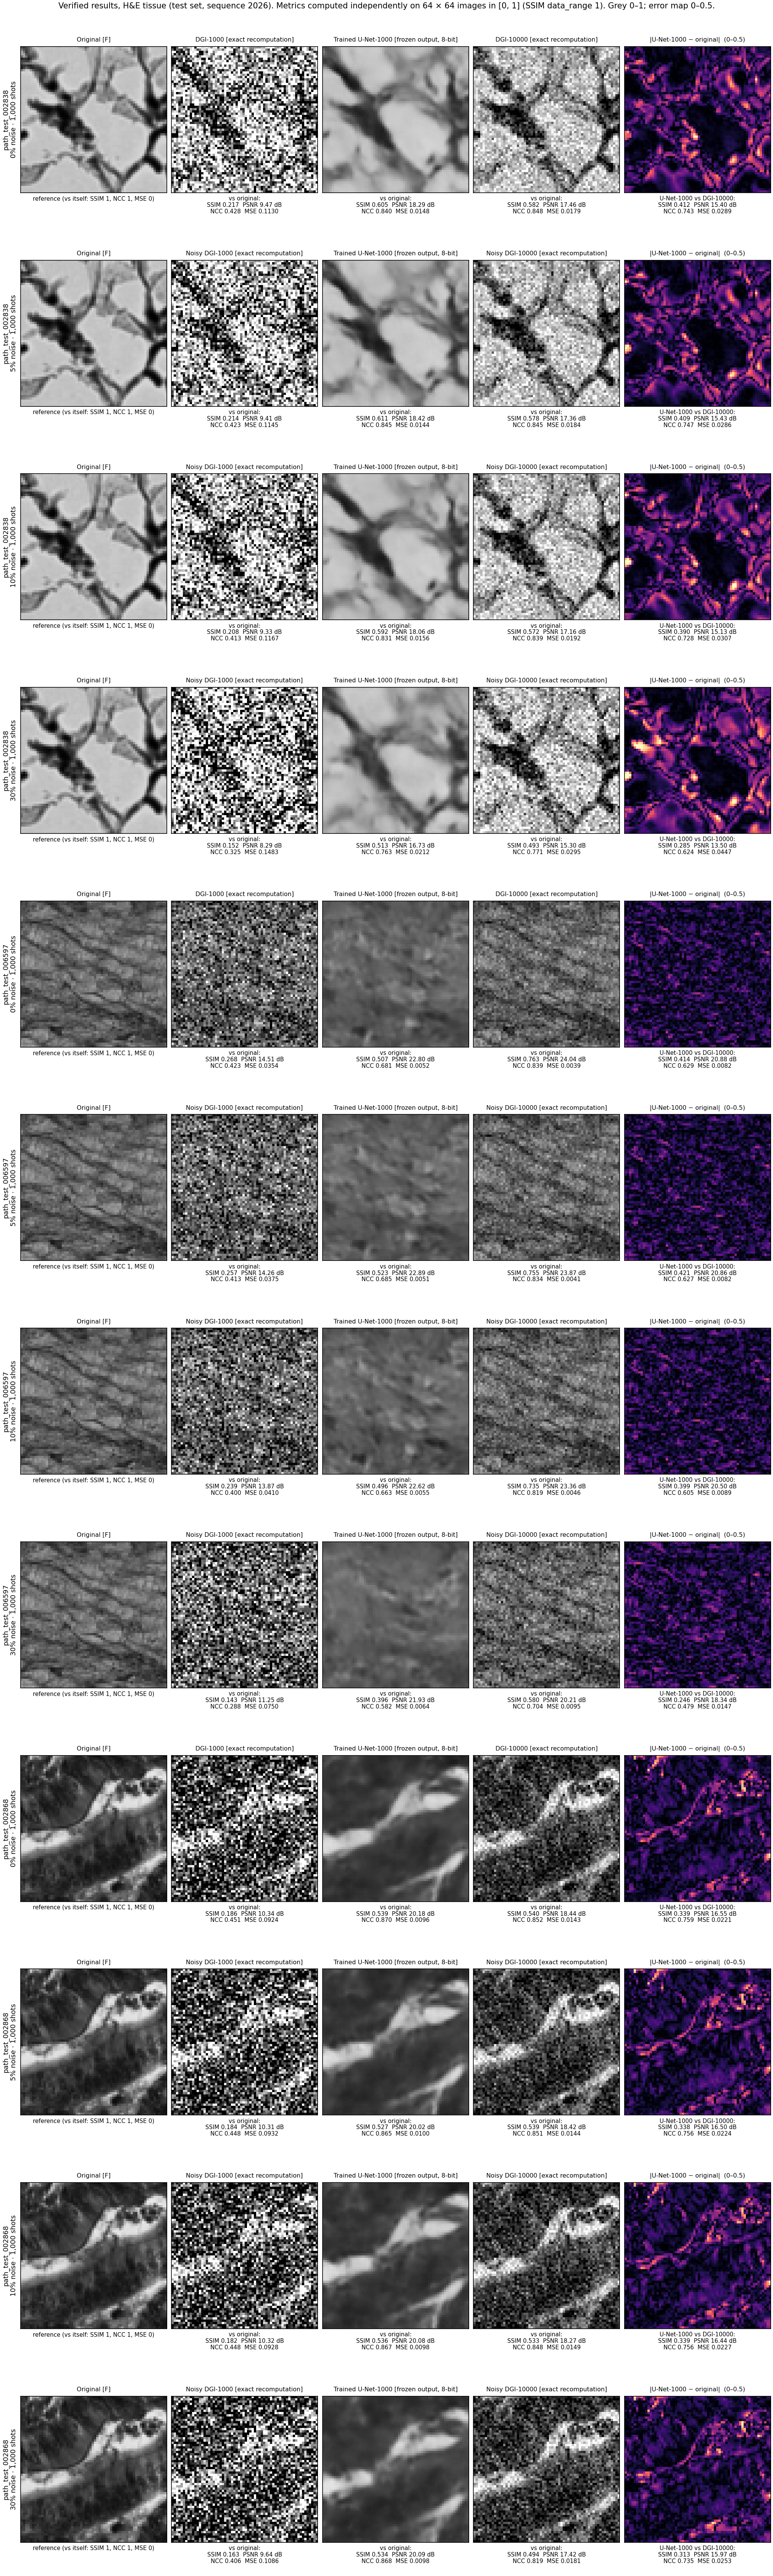 Verified results, H&E tissue (test set, sequence 2026). Metrics computed independently on 64 × 64 images in [0, 1] (SSIM data_range 1). Grey 0–1; error map 0–0.5.
path_test_002838
0% noise · 1,000 shots
Original [F]
DGI-1000 [exact recomputation]
Trained U-Net-1000 [frozen output, 8-bit]
DGI-10000 [exact recomputation]
|U-Net-1000 − original| (0–0.5)
reference (vs itself: SSIM 1, NCC 1, MSE 0)
vs original:
SSIM 0.217 PSNR 9.47 dB
NCC 0.428 MSE 0.1130
vs original:
SSIM 0.605 PSNR 18.29 dB
NCC 0.840 MSE 0.0148
vs original:
SSIM 0.582 PSNR 17.46 dB
NCC 0.848 MSE 0.0179
U-Net-1000 vs DGI-10000:
SSIM 0.412 PSNR 15.40 dB
NCC 0.743 MSE 0.0289
path_test_002838
5% noise · 1,000 shots
Original [F]
Noisy DGI-1000 [exact recomputation]
Trained U-Net-1000 [frozen output, 8-bit]
Noisy DGI-10000 [exact recomputation]
|U-Net-1000 − original| (0–0.5)
reference (vs itself: SSIM 1, NCC 1, MSE 0)
vs original:
SSIM 0.214 PSNR 9.41 dB
NCC 0.423 MSE 0.1145
vs original:
SSIM 0.611 PSNR 18.42 dB
NCC 0.845 MSE 0.0144
vs original:
SSIM 0.578 PSNR 17.36 dB
NCC 0.845 MSE 0.0184
U-Net-1000 vs DGI-10000:
SSIM 0.409 PSNR 15.43 dB
NCC 0.747 MSE 0.0286
path_test_002838
10% noise · 1,000 shots
Original [F]
Noisy DGI-1000 [exact recomputation]
Trained U-Net-1000 [frozen output, 8-bit]
Noisy DGI-10000 [exact recomputation]
|U-Net-1000 − original| (0–0.5)
reference (vs itself: SSIM 1, NCC 1, MSE 0)
vs original:
SSIM 0.208 PSNR 9.33 dB
NCC 0.413 MSE 0.1167
vs original:
SSIM 0.592 PSNR 18.06 dB
NCC 0.831 MSE 0.0156
vs original:
SSIM 0.572 PSNR 17.16 dB
NCC 0.839 MSE 0.0192
U-Net-1000 vs DGI-10000:
SSIM 0.390 PSNR 15.13 dB
NCC 0.728 MSE 0.0307
path_test_002838
30% noise · 1,000 shots
Original [F]
Noisy DGI-1000 [exact recomputation]
Trained U-Net-1000 [frozen output, 8-bit]
Noisy DGI-10000 [exact recomputation]
|U-Net-1000 − original| (0–0.5)
reference (vs itself: SSIM 1, NCC 1, MSE 0)
vs original:
SSIM 0.152 PSNR 8.29 dB
NCC 0.325 MSE 0.1483
vs original:
SSIM 0.513 PSNR 16.73 dB
NCC 0.763 MSE 0.0212
vs original:
SSIM 0.493 PSNR 15.30 dB
NCC 0.771 MSE 0.0295
U-Net-1000 vs DGI-10000:
SSIM 0.285 PSNR 13.50 dB
NCC 0.624 MSE 0.0447
path_test_006597
0% noise · 1,000 shots
Original [F]
DGI-1000 [exact recomputation]
Trained U-Net-1000 [frozen output, 8-bit]
DGI-10000 [exact recomputation]
|U-Net-1000 − original| (0–0.5)
reference (vs itself: SSIM 1, NCC 1, MSE 0)
vs original:
SSIM 0.268 PSNR 14.51 dB
NCC 0.423 MSE 0.0354
vs original:
SSIM 0.507 PSNR 22.80 dB
NCC 0.681 MSE 0.0052
vs original:
SSIM 0.763 PSNR 24.04 dB
NCC 0.839 MSE 0.0039
U-Net-1000 vs DGI-10000:
SSIM 0.414 PSNR 20.88 dB
NCC 0.629 MSE 0.0082
path_test_006597
5% noise · 1,000 shots
Original [F]
Noisy DGI-1000 [exact recomputation]
Trained U-Net-1000 [frozen output, 8-bit]
Noisy DGI-10000 [exact recomputation]
|U-Net-1000 − original| (0–0.5)
reference (vs itself: SSIM 1, NCC 1, MSE 0)
vs original:
SSIM 0.257 PSNR 14.26 dB
NCC 0.413 MSE 0.0375
vs original:
SSIM 0.523 PSNR 22.89 dB
NCC 0.685 MSE 0.0051
vs original:
SSIM 0.755 PSNR 23.87 dB
NCC 0.834 MSE 0.0041
U-Net-1000 vs DGI-10000:
SSIM 0.421 PSNR 20.86 dB
NCC 0.627 MSE 0.0082
path_test_006597
10% noise · 1,000 shots
Original [F]
Noisy DGI-1000 [exact recomputation]
Trained U-Net-1000 [frozen output, 8-bit]
Noisy DGI-10000 [exact recomputation]
|U-Net-1000 − original| (0–0.5)
reference (vs itself: SSIM 1, NCC 1, MSE 0)
vs original:
SSIM 0.239 PSNR 13.87 dB
NCC 0.400 MSE 0.0410
vs original:
SSIM 0.496 PSNR 22.62 dB
NCC 0.663 MSE 0.0055
vs original:
SSIM 0.735 PSNR 23.36 dB
NCC 0.819 MSE 0.0046
U-Net-1000 vs DGI-10000:
SSIM 0.399 PSNR 20.50 dB
NCC 0.605 MSE 0.0089
path_test_006597
30% noise · 1,000 shots
Original [F]
Noisy DGI-1000 [exact recomputation]
Trained U-Net-1000 [frozen output, 8-bit]
Noisy DGI-10000 [exact recomputation]
|U-Net-1000 − original| (0–0.5)
reference (vs itself: SSIM 1, NCC 1, MSE 0)
vs original:
SSIM 0.143 PSNR 11.25 dB
NCC 0.288 MSE 0.0750
vs original:
SSIM 0.396 PSNR 21.93 dB
NCC 0.582 MSE 0.0064
vs original:
SSIM 0.580 PSNR 20.21 dB
NCC 0.704 MSE 0.0095
U-Net-1000 vs DGI-10000:
SSIM 0.246 PSNR 18.34 dB
NCC 0.479 MSE 0.0147
path_test_002868
0% noise · 1,000 shots
Original [F]
DGI-1000 [exact recomputation]
Trained U-Net-1000 [frozen output, 8-bit]
DGI-10000 [exact recomputation]
|U-Net-1000 − original| (0–0.5)
reference (vs itself: SSIM 1, NCC 1, MSE 0)
vs original:
SSIM 0.186 PSNR 10.34 dB
NCC 0.451 MSE 0.0924
vs original:
SSIM 0.539 PSNR 20.18 dB
NCC 0.870 MSE 0.0096
vs original:
SSIM 0.540 PSNR 18.44 dB
NCC 0.852 MSE 0.0143
U-Net-1000 vs DGI-10000:
SSIM 0.339 PSNR 16.55 dB
NCC 0.759 MSE 0.0221
path_test_002868
5% noise · 1,000 shots
Original [F]
Noisy DGI-1000 [exact recomputation]
Trained U-Net-1000 [frozen output, 8-bit]
Noisy DGI-10000 [exact recomputation]
|U-Net-1000 − original| (0–0.5)
reference (vs itself: SSIM 1, NCC 1, MSE 0)
vs original:
SSIM 0.184 PSNR 10.31 dB
NCC 0.448 MSE 0.0932
vs original:
SSIM 0.527 PSNR 20.02 dB
NCC 0.865 MSE 0.0100
vs original:
SSIM 0.539 PSNR 18.42 dB
NCC 0.851 MSE 0.0144
U-Net-1000 vs DGI-10000:
SSIM 0.338 PSNR 16.50 dB
NCC 0.756 MSE 0.0224
path_test_002868
10% noise · 1,000 shots
Original [F]
Noisy DGI-1000 [exact recomputation]
Trained U-Net-1000 [frozen output, 8-bit]
Noisy DGI-10000 [exact recomputation]
|U-Net-1000 − original| (0–0.5)
reference (vs itself: SSIM 1, NCC 1, MSE 0)
vs original:
SSIM 0.182 PSNR 10.32 dB
NCC 0.448 MSE 0.0928
vs original:
SSIM 0.536 PSNR 20.08 dB
NCC 0.867 MSE 0.0098
vs original:
SSIM 0.533 PSNR 18.27 dB
NCC 0.848 MSE 0.0149
U-Net-1000 vs DGI-10000:
SSIM 0.339 PSNR 16.44 dB
NCC 0.756 MSE 0.0227
path_test_002868
30% noise · 1,000 shots
Original [F]
Noisy DGI-1000 [exact recomputation]
Trained U-Net-1000 [frozen output, 8-bit]
Noisy DGI-10000 [exact recomputation]
|U-Net-1000 − original| (0–0.5)
reference (vs itself: SSIM 1, NCC 1, MSE 0)
vs original:
SSIM 0.163 PSNR 9.64 dB
NCC 0.406 MSE 0.1086
vs original:
SSIM 0.534 PSNR 20.09 dB
NCC 0.868 MSE 0.0098
vs original:
SSIM 0.494 PSNR 17.42 dB
NCC 0.819 MSE 0.0181
U-Net-1000 vs DGI-10000:
SSIM 0.313 PSNR 15.97 dB
NCC 0.735 MSE 0.0253